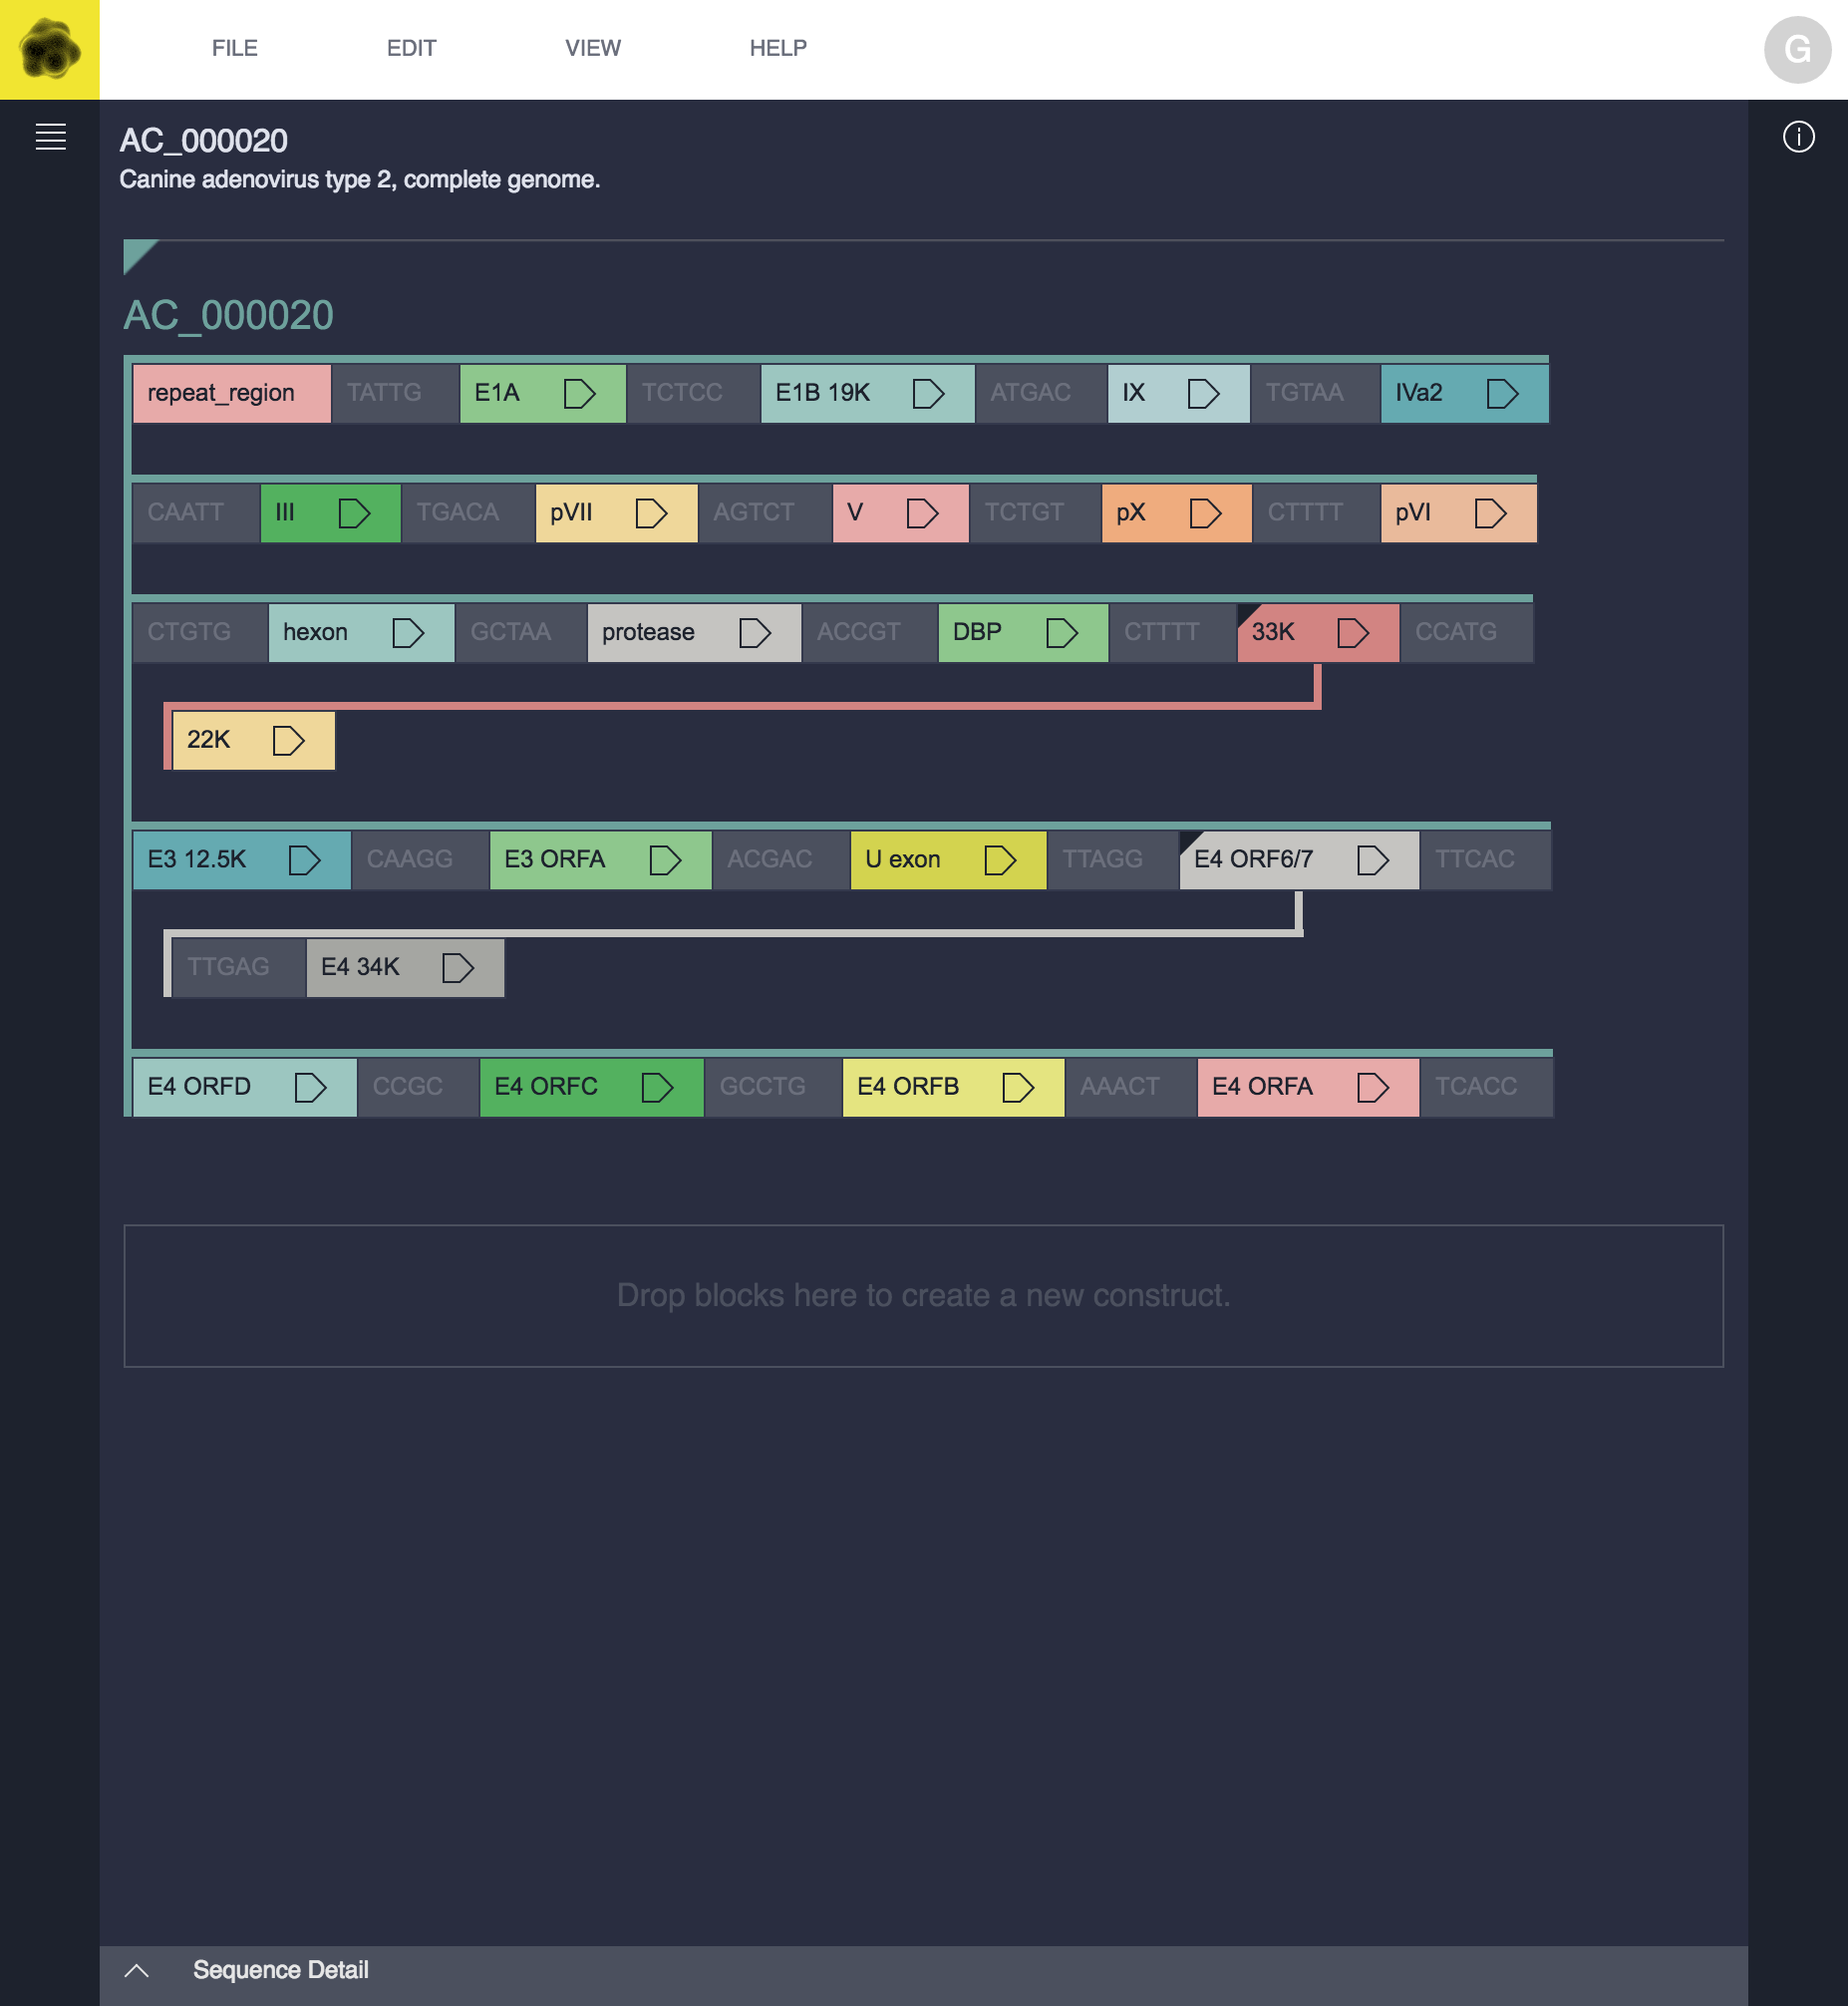 FILE EDIT VIEW HELP G
AC_000020
Canine adenovirus type 2, complete genome.
AC_000020
repeat_region TATTG E1A TCTCC E1B 19K ATGAC IX TGTAA IVa2
CAATT III TGACA pVII AGTCT V TCTGT pX CTTTT pVI
CTGTG hexon GCTAA protease ACCGT DBP CTTTT 33K CCATG
22K
E3 12.5K CAAGG E3 ORFA ACGAC U exon TTAGG E4 ORF6/7 TTCAC
TTGAG E4 34K
E4 ORFD CCGC E4 ORFC GCCTG E4 ORFB AAACT E4 ORFA TCACC
Drop blocks here to create a new construct.
Sequence Detail